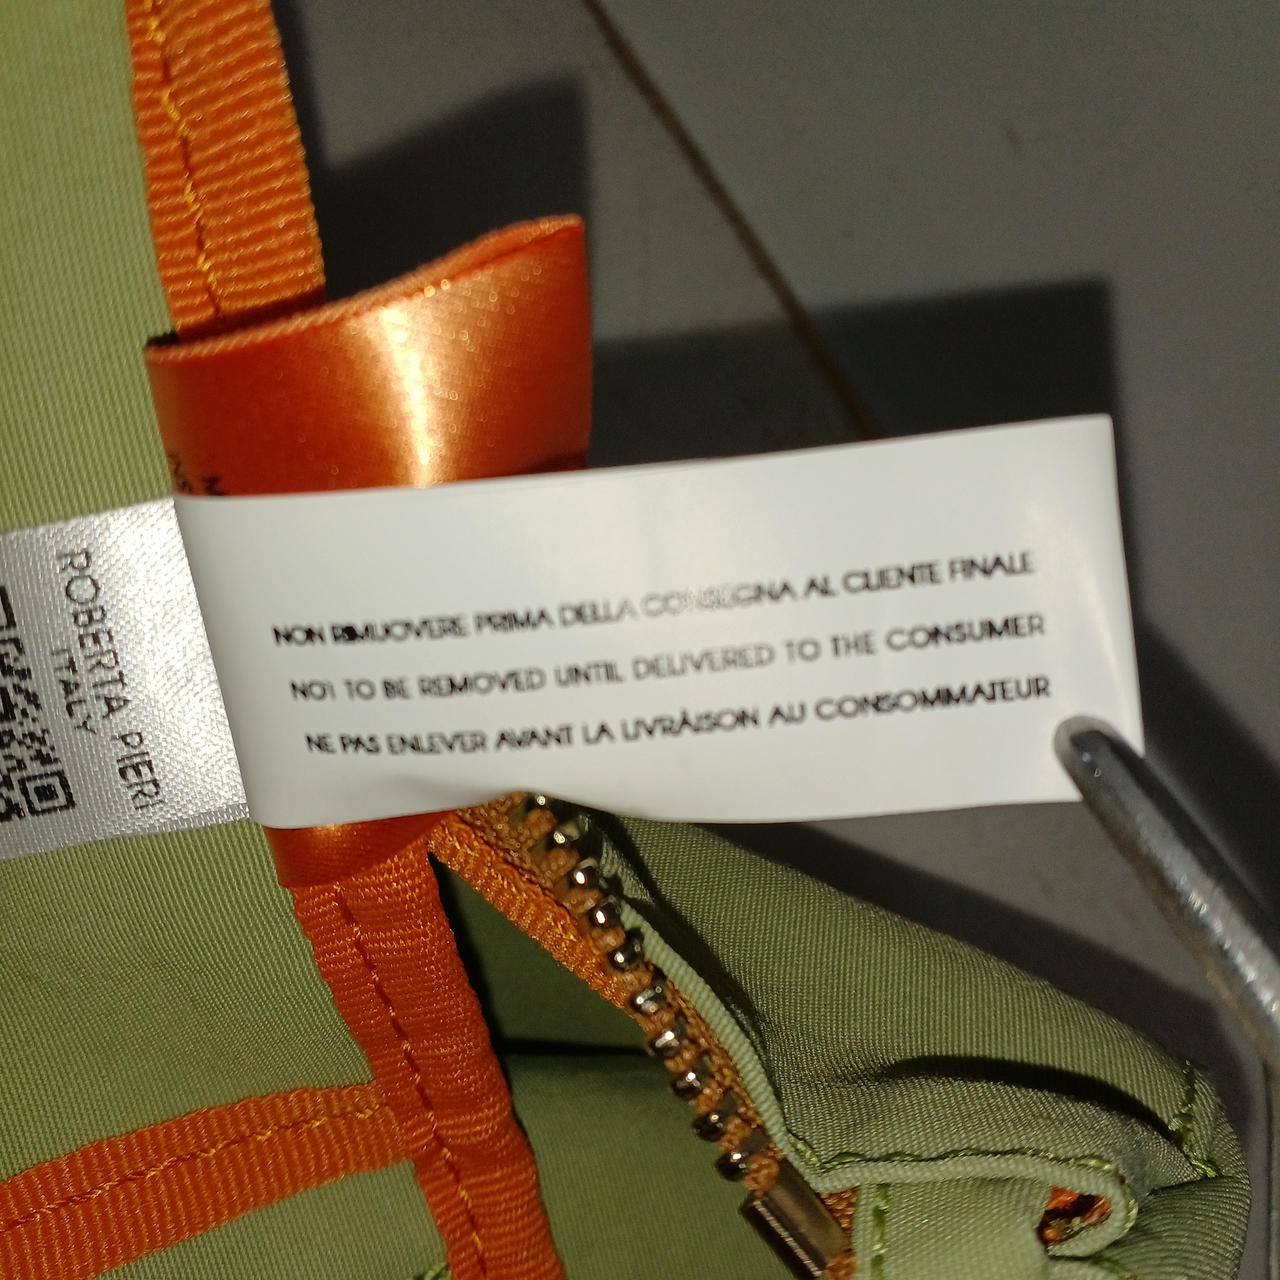 NON RIMUOVERE PRIMA DELLA CONSEGNA AL CLIENTE FINALE
NOT TO BE REMOVED UNTIL DELIVERED TO THE CONSUMER
NE PAS ENLEVER AVANT LA LIVRAISON AU CONSOMMATEUR
ROBERTA PIERI
ITALY